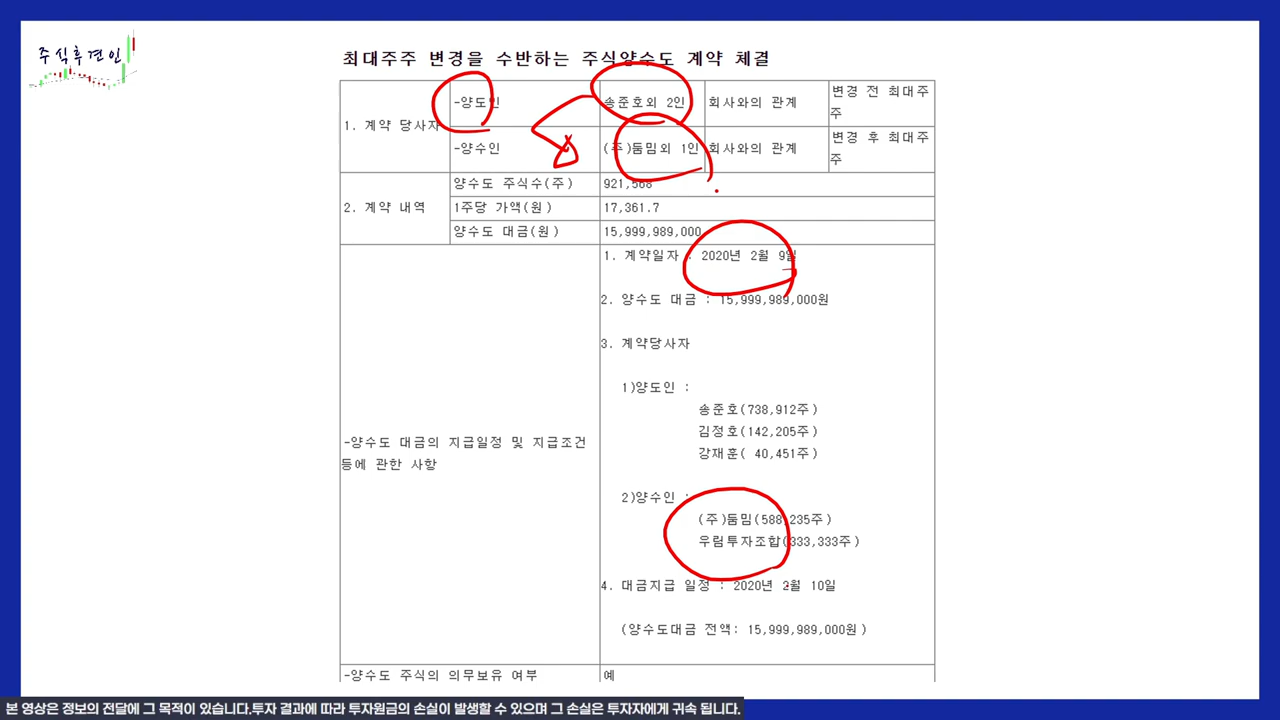 주식후견인
최대주주 변경을 수반하는 주식양수도 계약 체결
1. 계약 당사자
-양도인
송준호외 2인
회사와의 관계
변경 전 최대주
주
-양수인
(주)둠밈외 1인
회사와의 관계
변경 후 최대주
주
2. 계약 내역
양수도 주식수(주)
921,568
1주당 가액(원)
17,361.7
양수도 대금(원)
15,999,989,000
-양수도 대금의 지급일정 및 지급조건
등에 관한 사항
1. 계약일자 : 2020년 2월 9일
2. 양수도 대금 : 15,999,989,000원
3. 계약당사자
1)양도인 :
송준호(738,912주)
김정호(142,205주)
강재훈( 40,451주)
2)양수인 :
(주)둠밈(588,235주)
우림투자조합(333,333주)
4. 대금지급 일정 : 2020년 2월 10일
(양수도대금 전액: 15,999,989,000원)
-양수도 주식의 의무보유 여부
예
본 영상은 정보의 전달에 그 목적이 있습니다.투자 결과에 따라 투자원금의 손실이 발생할 수 있으며 그 손실은 투자자에게 귀속 됩니다.